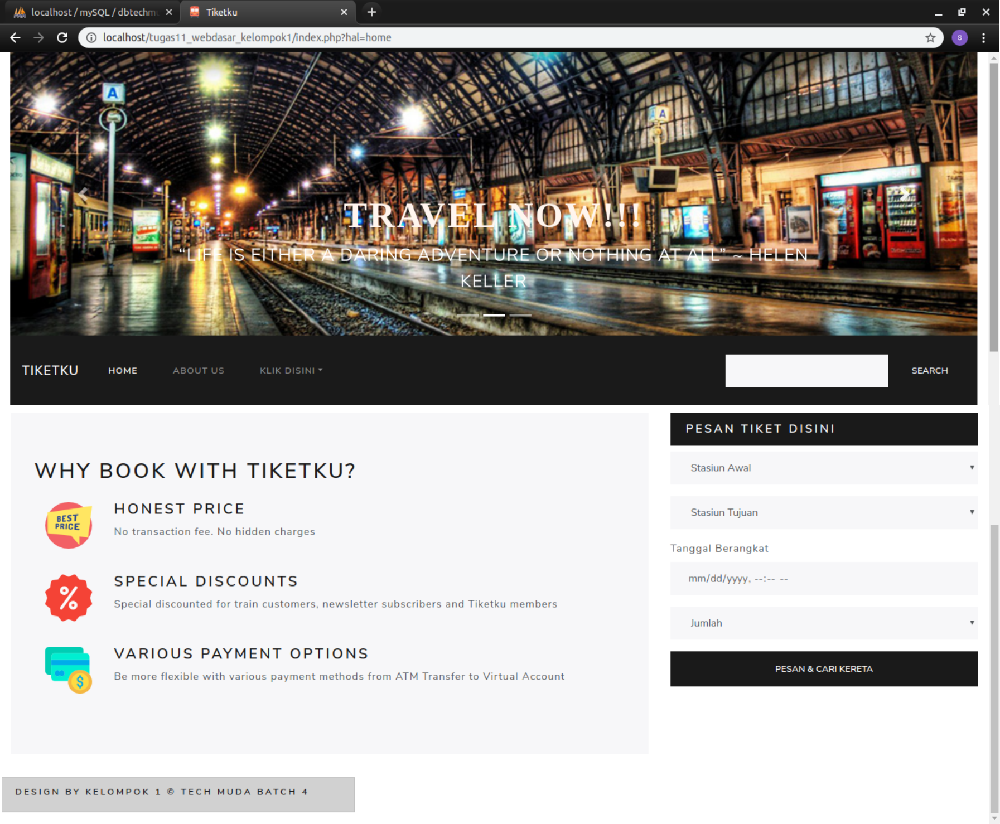 localhost / mySQL / dbtechmu
Tiketku
localhost/tugas11_webdasar_kelompok1/index.php?hal=home
S
A
A A
TRAVEL NOW!!!
“LIFE IS EITHER A DARING ADVENTURE OR NOTHING AT ALL” ~ HELEN
KELLER
TIKETKU HOME ABOUT US KLIK DISINI SEARCH
WHY BOOK WITH TIKETKU?
BEST
PRICE
HONEST PRICE
No transaction fee. No hidden charges
%
SPECIAL DISCOUNTS
Special discounted for train customers, newsletter subscribers and Tiketku members
$
VARIOUS PAYMENT OPTIONS
Be more flexible with various payment methods from ATM Transfer to Virtual Account
PESAN TIKET DISINI
Stasiun Awal
Stasiun Tujuan
Tanggal Berangkat
mm/dd/yyyy, --:-- --
Jumlah
PESAN & CARI KERETA
DESIGN BY KELOMPOK 1 © TECH MUDA BATCH 4